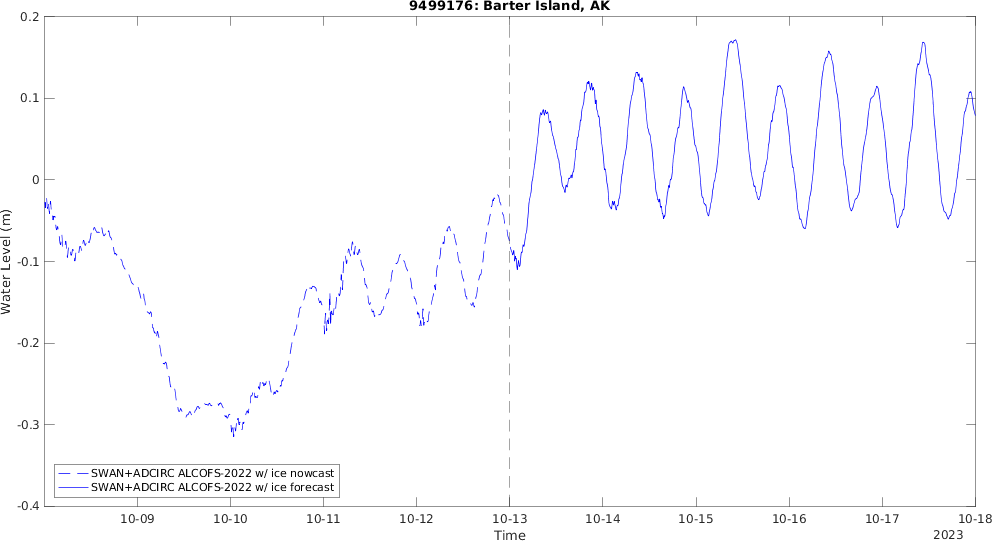 9499176: Barter Island, AK
0.2
0.1
0
-0.1
-0.2
-0.3
-0.4
Water Level (m)
SWAN+ADCIRC ALCOFS-2022 w/ ice nowcast
SWAN+ADCIRC ALCOFS-2022 w/ ice forecast
10-09 10-10 10-11 10-12 10-13 10-14 10-15 10-16 10-17 10-18
Time
2023